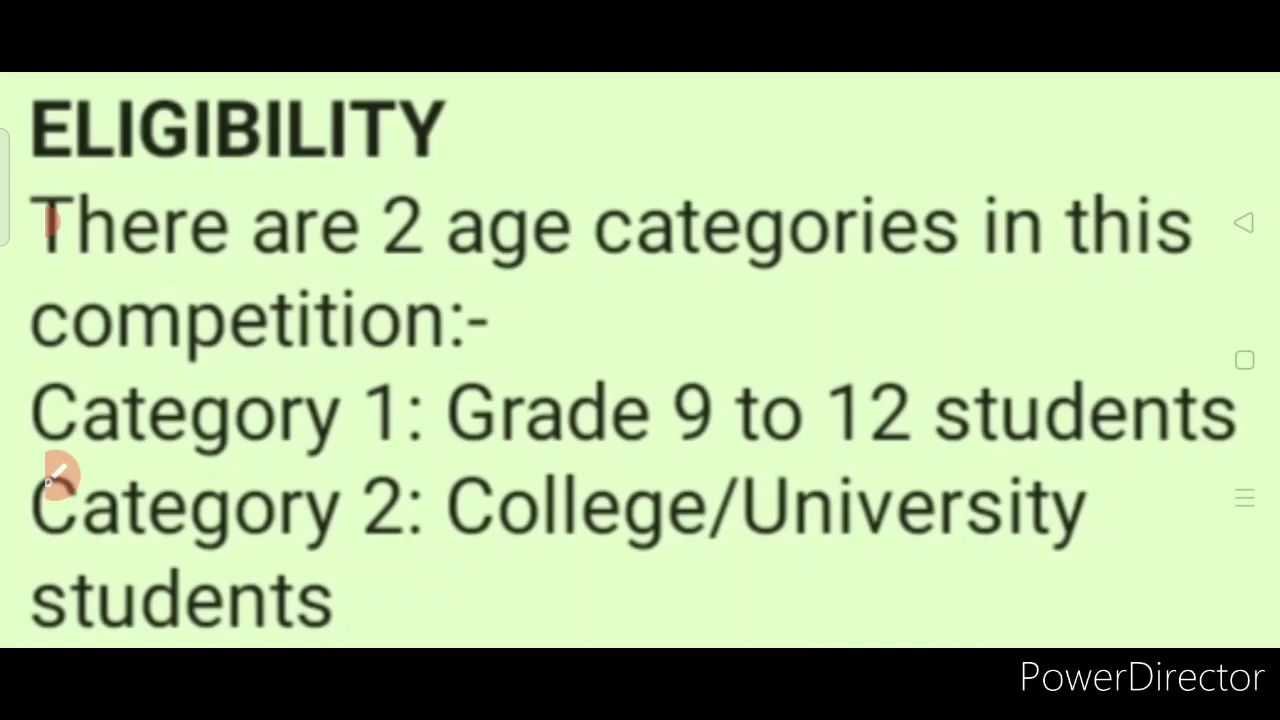 ELIGIBILITY
There are 2 age categories in this
competition:-
Category 1: Grade 9 to 12 students
Category 2: College/University
students
PowerDirector